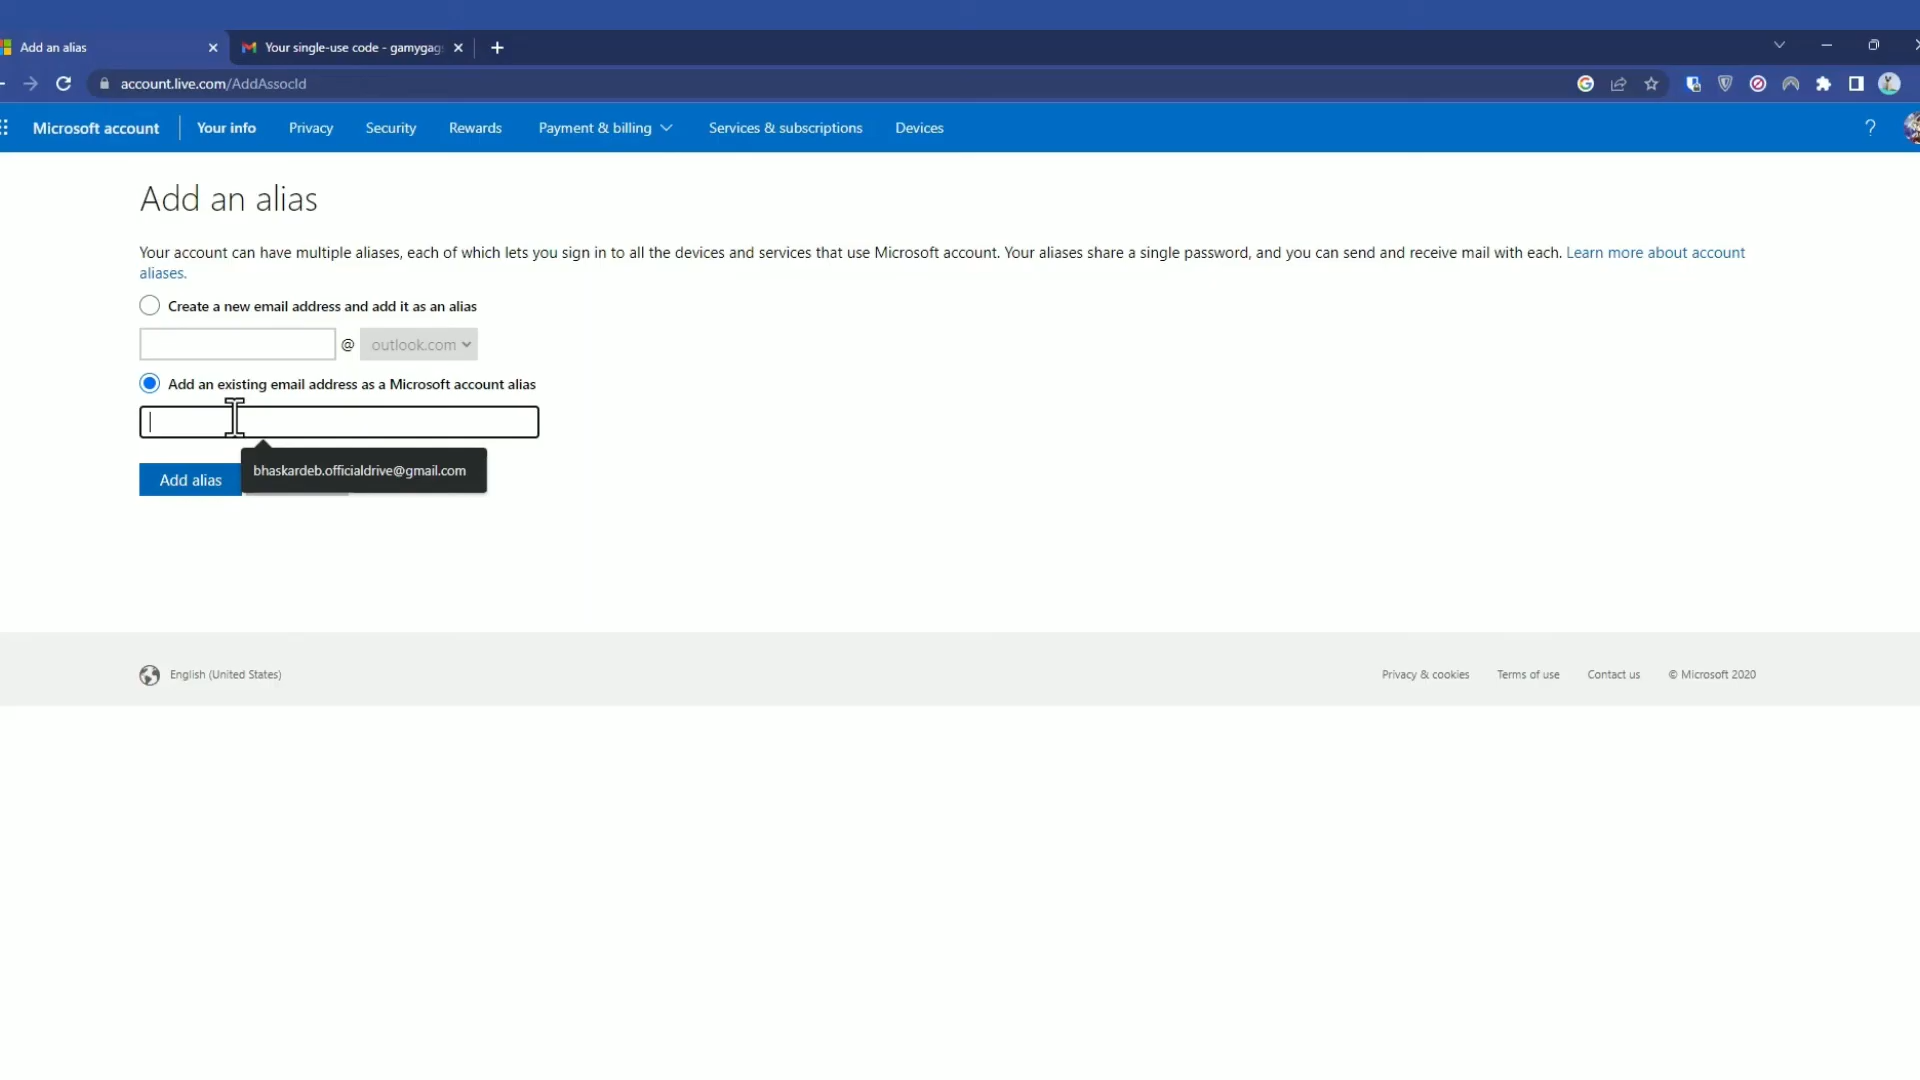 Add an alias
Your single-use code - gamygag
account.live.com/AddAssocId
Microsoft account
Your info
Privacy
Security
Rewards
Payment & billing
Services & subscriptions
Devices
?
Add an alias
Your account can have multiple aliases, each of which lets you sign in to all the devices and services that use Microsoft account. Your aliases share a single password, and you can send and receive mail with each. Learn more about account
aliases.
Create a new email address and add it as an alias
@ outlook.com
Add an existing email address as a Microsoft account alias
bhaskardeb.officialdrive@gmail.com
Add alias
English (United States)
Privacy & cookies
Terms of use
Contact us
© Microsoft 2020